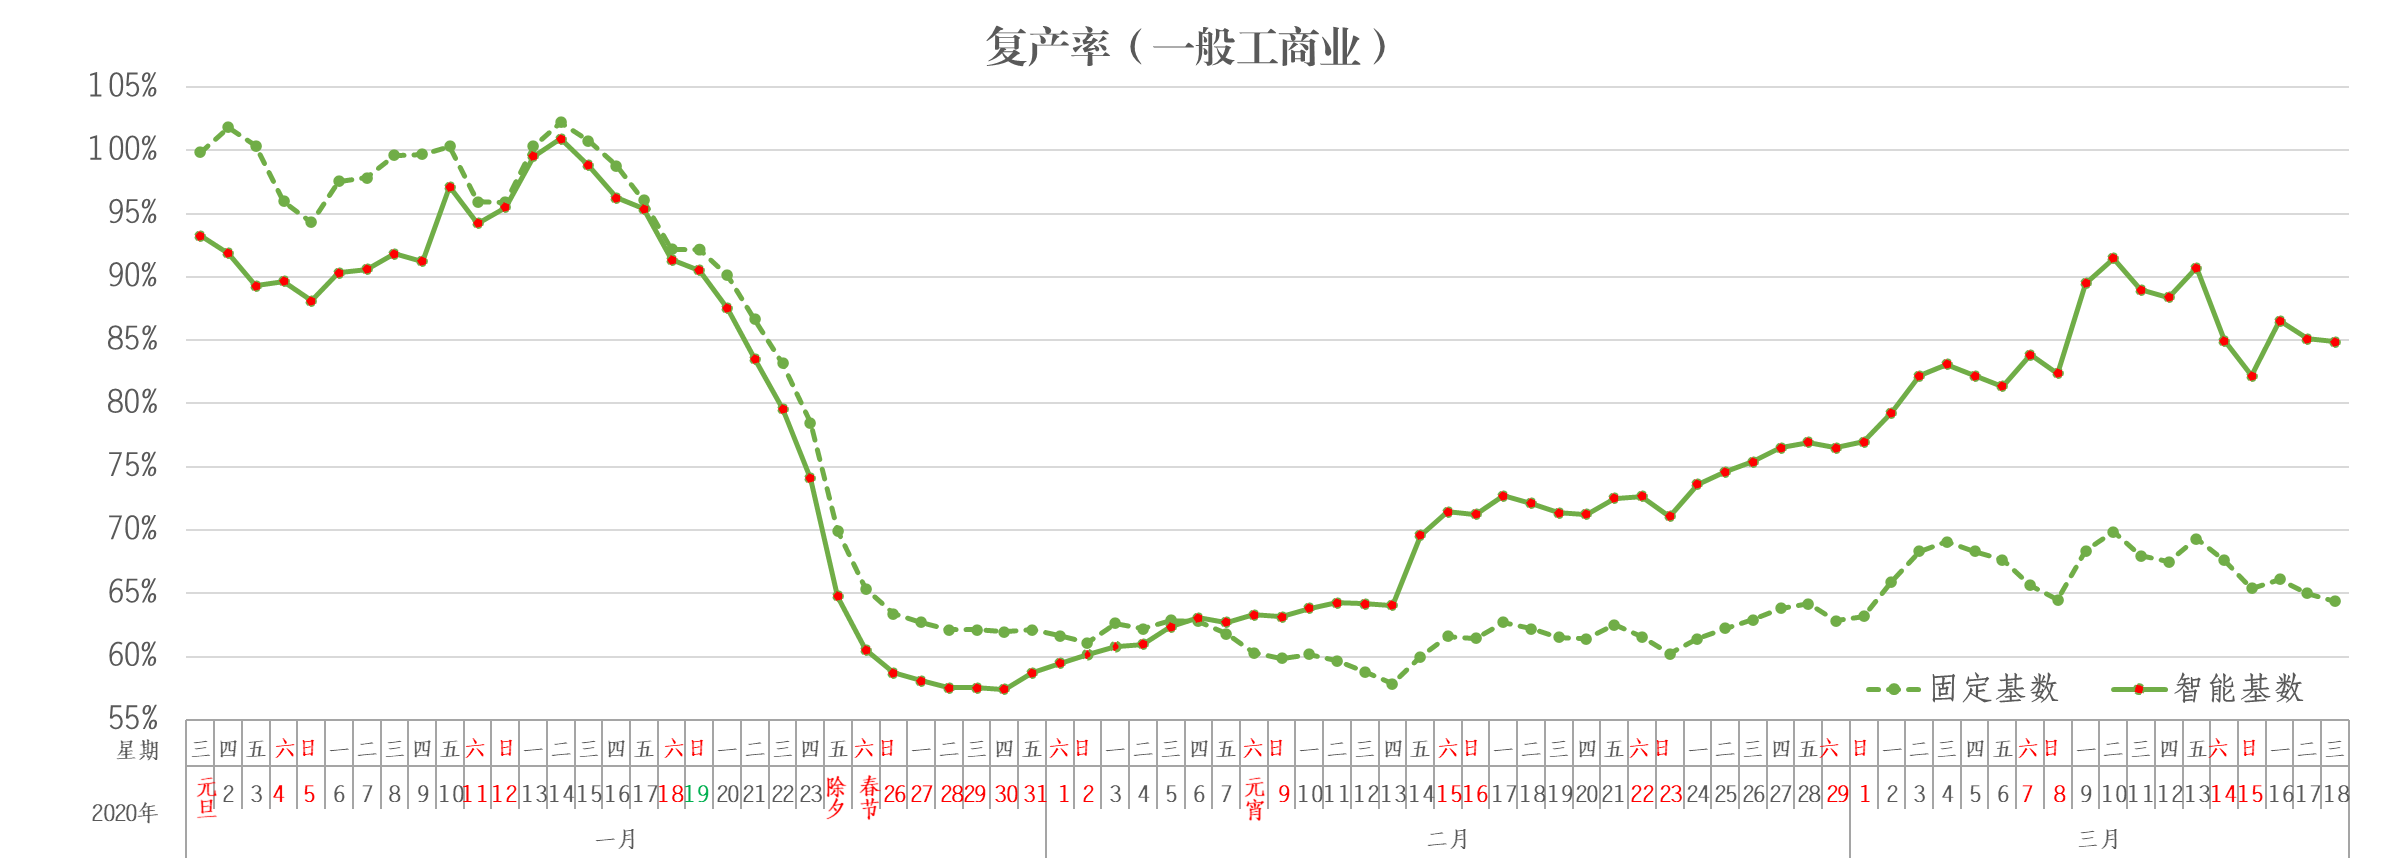 复产率（一般工商业）
105%
100%
95%
90%
85%
80%
75%
70%
65%
60%
55%
固定基数 智能基数
星期 三 四 五 六 日 一 二 三 四 五 六 日 一 二 三 四 五 六 日 一 二 三 四 五 六 日 一 二 三 四 五 六 日 一 二 三 四 五 六 日 一 二 三 四 五 六 日 一 二 三 四 五 六 日 一 二 三 四 五 六 日 一 二 三 四 五 六 日 一 二 三 四 五 六 日 一 二 三
2020年 元旦 2 3 4 5 6 7 8 9 10 11 12 13 14 15 16 17 18 19 20 21 22 23 除夕 春节 26 27 28 29 30 31 1 2 3 4 5 6 7 元宵 9 10 11 12 13 14 15 16 17 18 19 20 21 22 23 24 25 26 27 28 29 1 2 3 4 5 6 7 8 9 10 11 12 13 14 15 16 17 18
一月 二月 三月